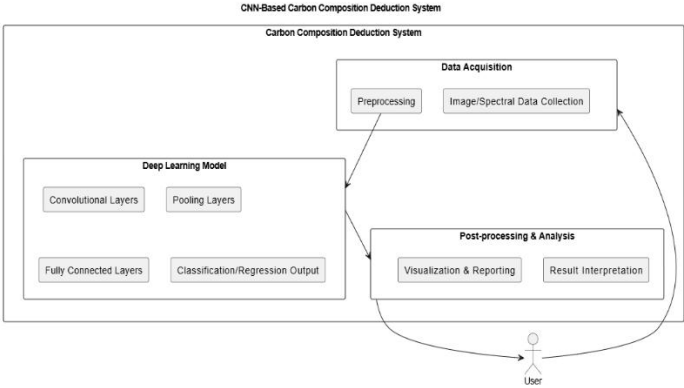 CNN-Based Carbon Composition Deduction System
Carbon Composition Deduction System
Data Acquisition
Preprocessing
Image/Spectral Data Collection
Deep Learning Model
Convolutional Layers
Pooling Layers
Fully Connected Layers
Classification/Regression Output
Post-processing & Analysis
Visualization & Reporting
Result Interpretation
User